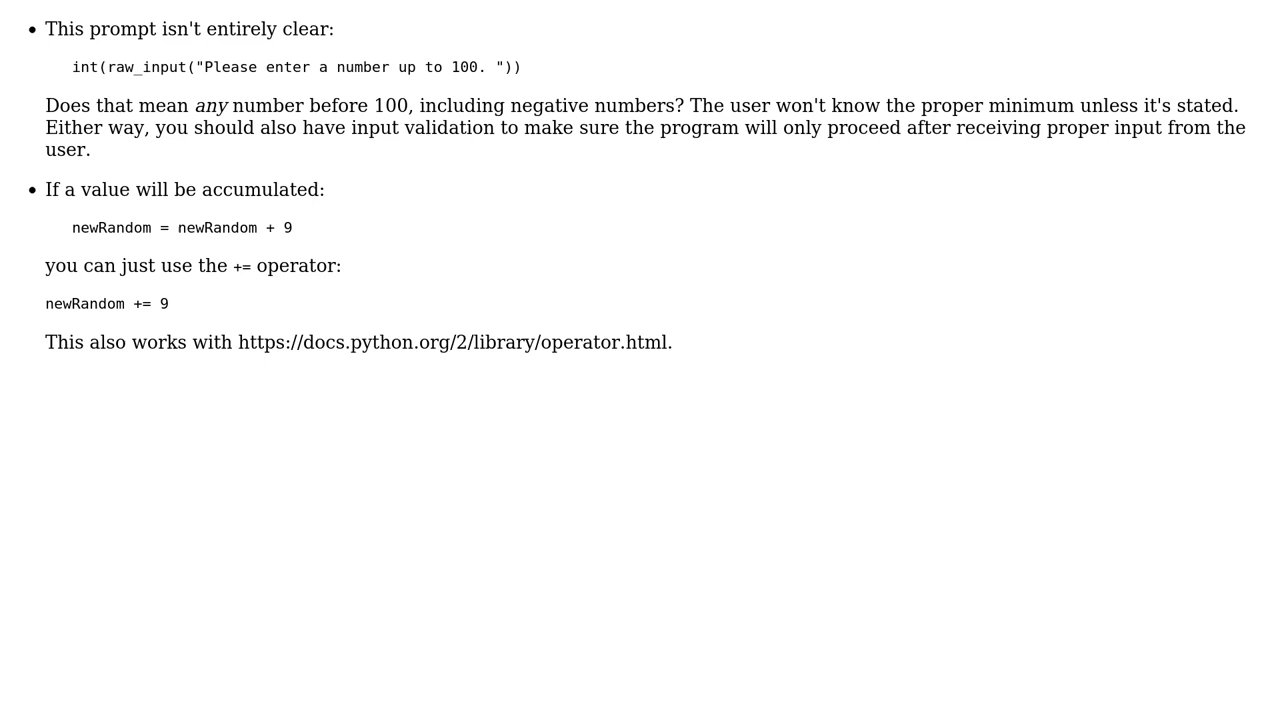 • This prompt isn't entirely clear:
int(raw_input("Please enter a number up to 100. "))
Does that mean any number before 100, including negative numbers? The user won't know the proper minimum unless it's stated.
Either way, you should also have input validation to make sure the program will only proceed after receiving proper input from the
user.
• If a value will be accumulated:
newRandom = newRandom + 9
you can just use the += operator:
newRandom += 9
This also works with https://docs.python.org/2/library/operator.html.